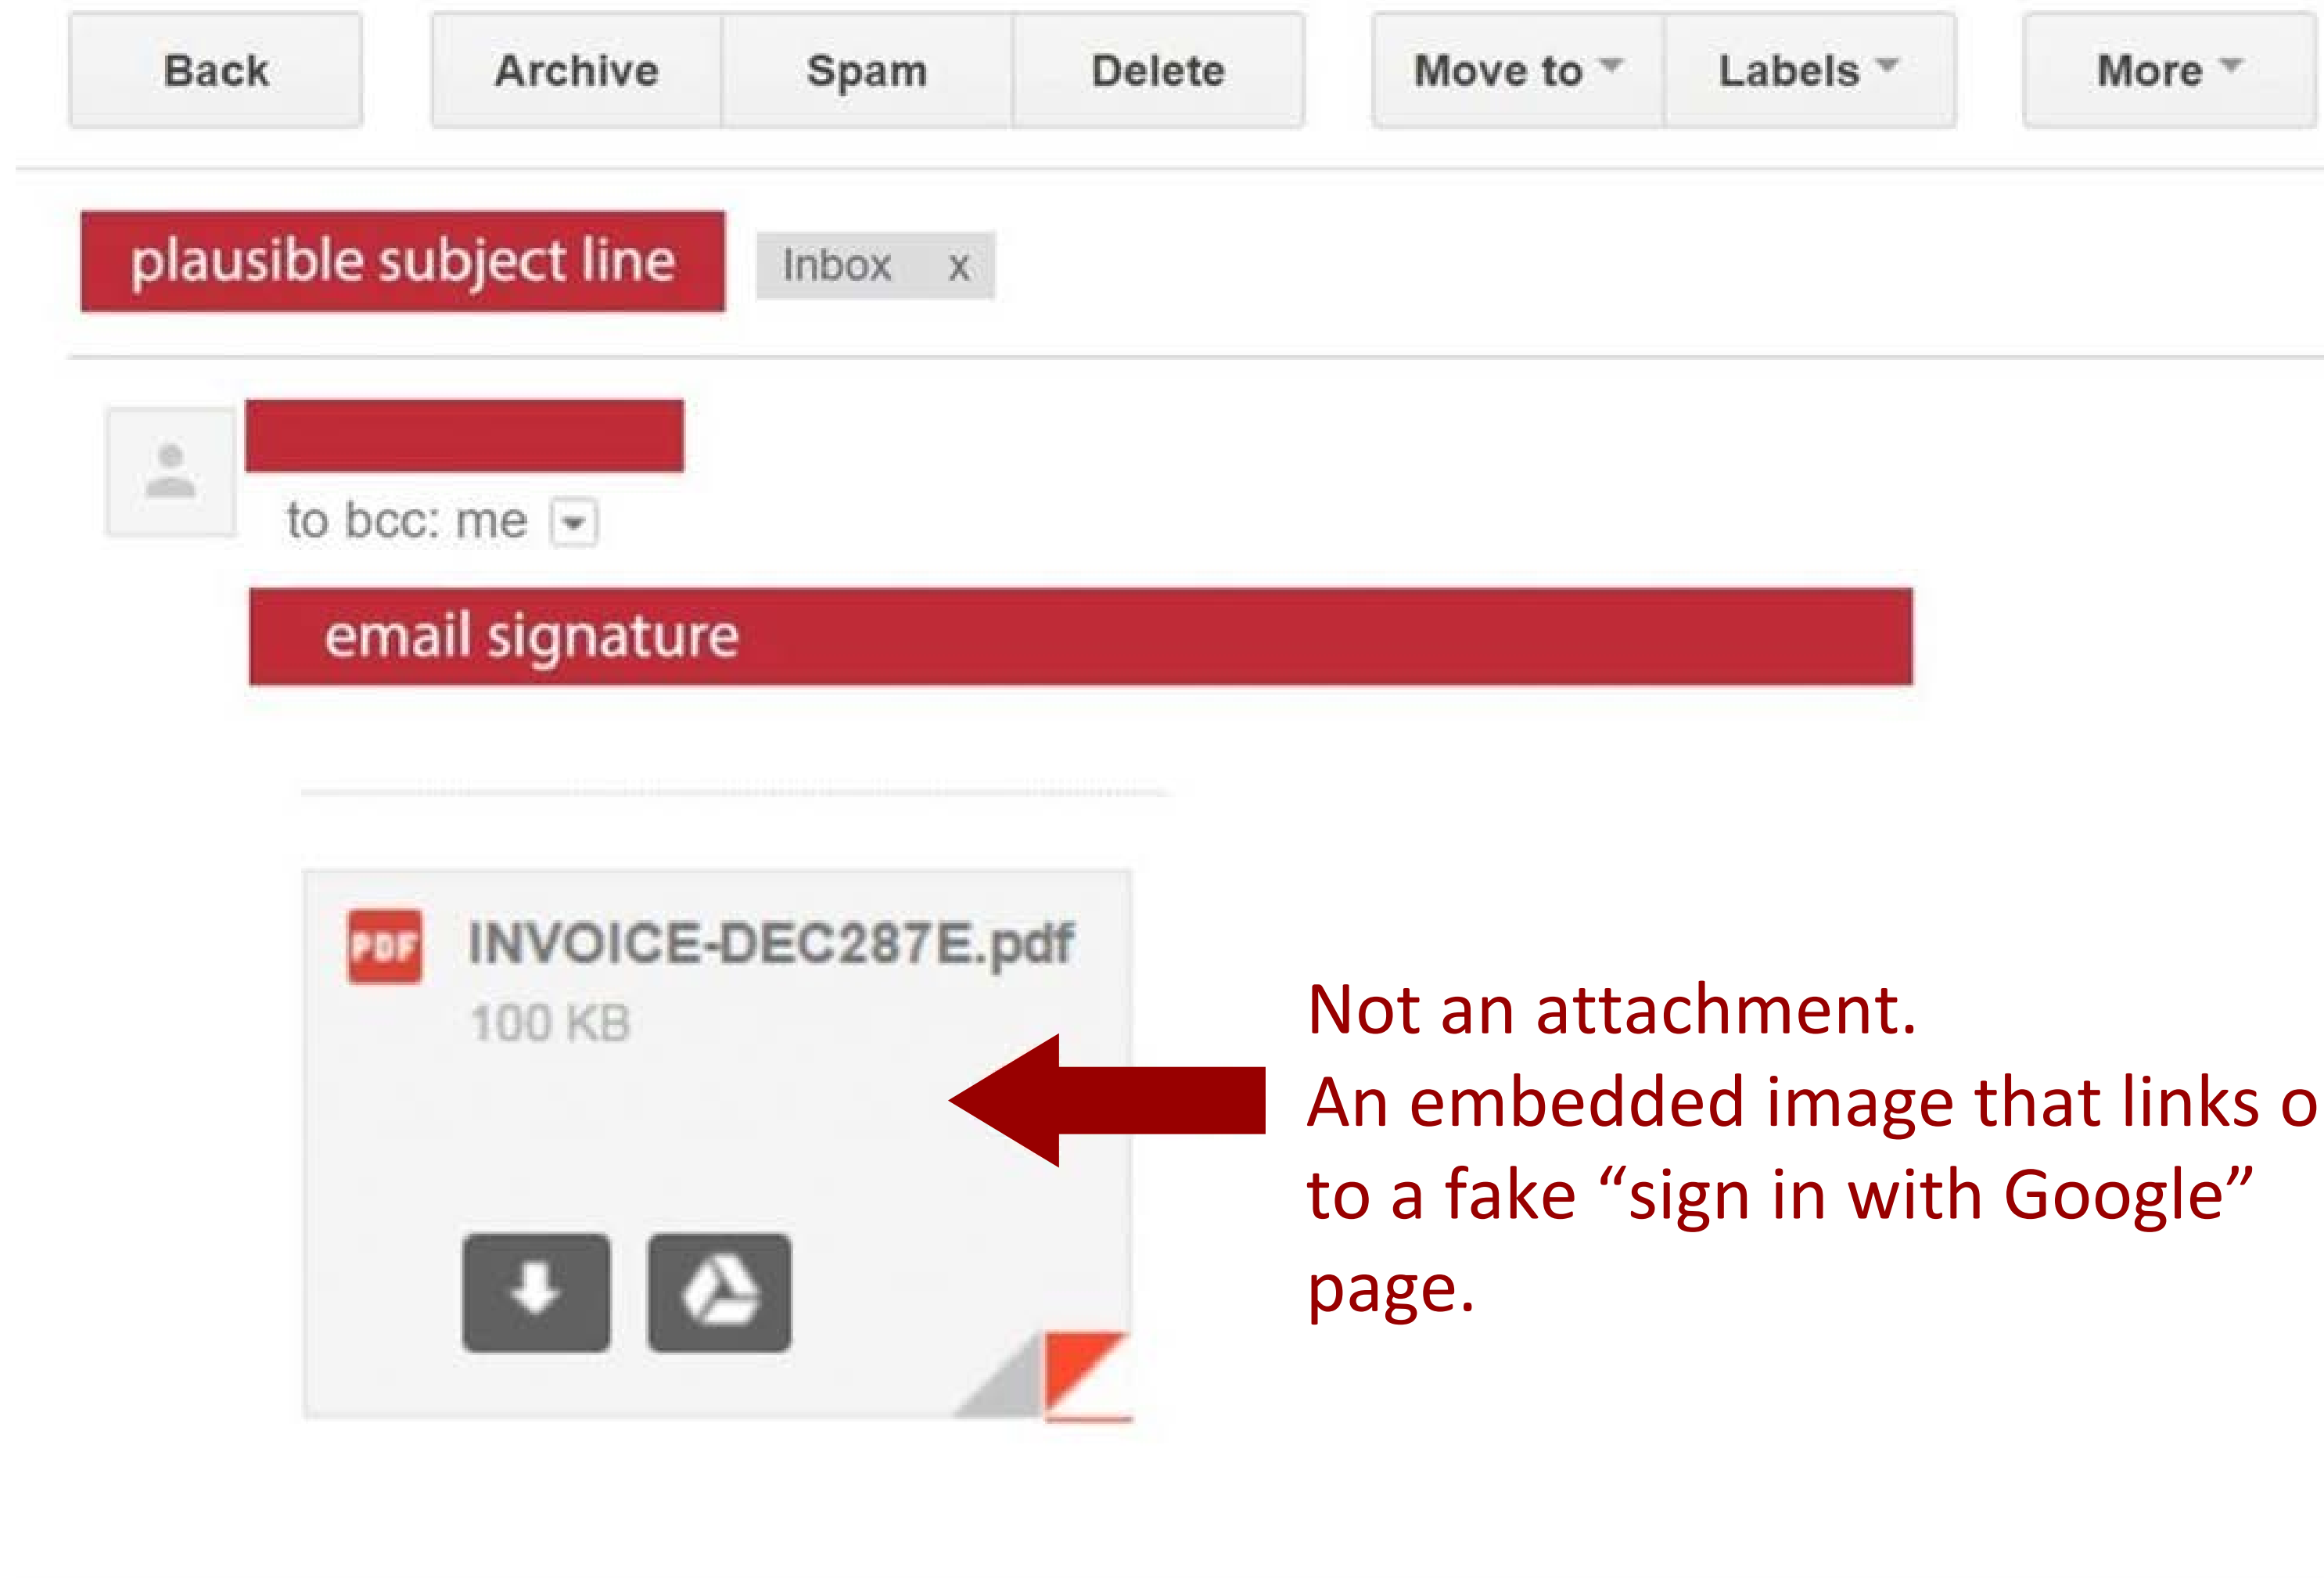 Back Archive Spam Delete Move to Labels More
plausible subject line Inbox x
to bcc: me
email signature
PDF INVOICE-DEC287E.pdf
100 KB
Not an attachment.
An embedded image that links o
to a fake “sign in with Google”
page.